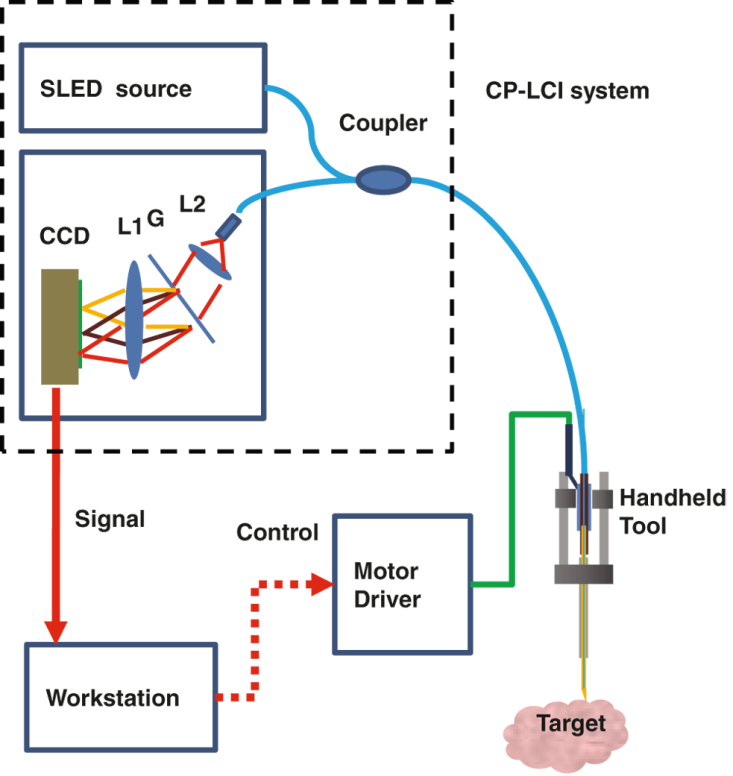 SLED source
CP-LCI system
Coupler
L2
L1 G
CCD
Handheld
Tool
Signal
Control
Motor
Driver
Workstation
Target